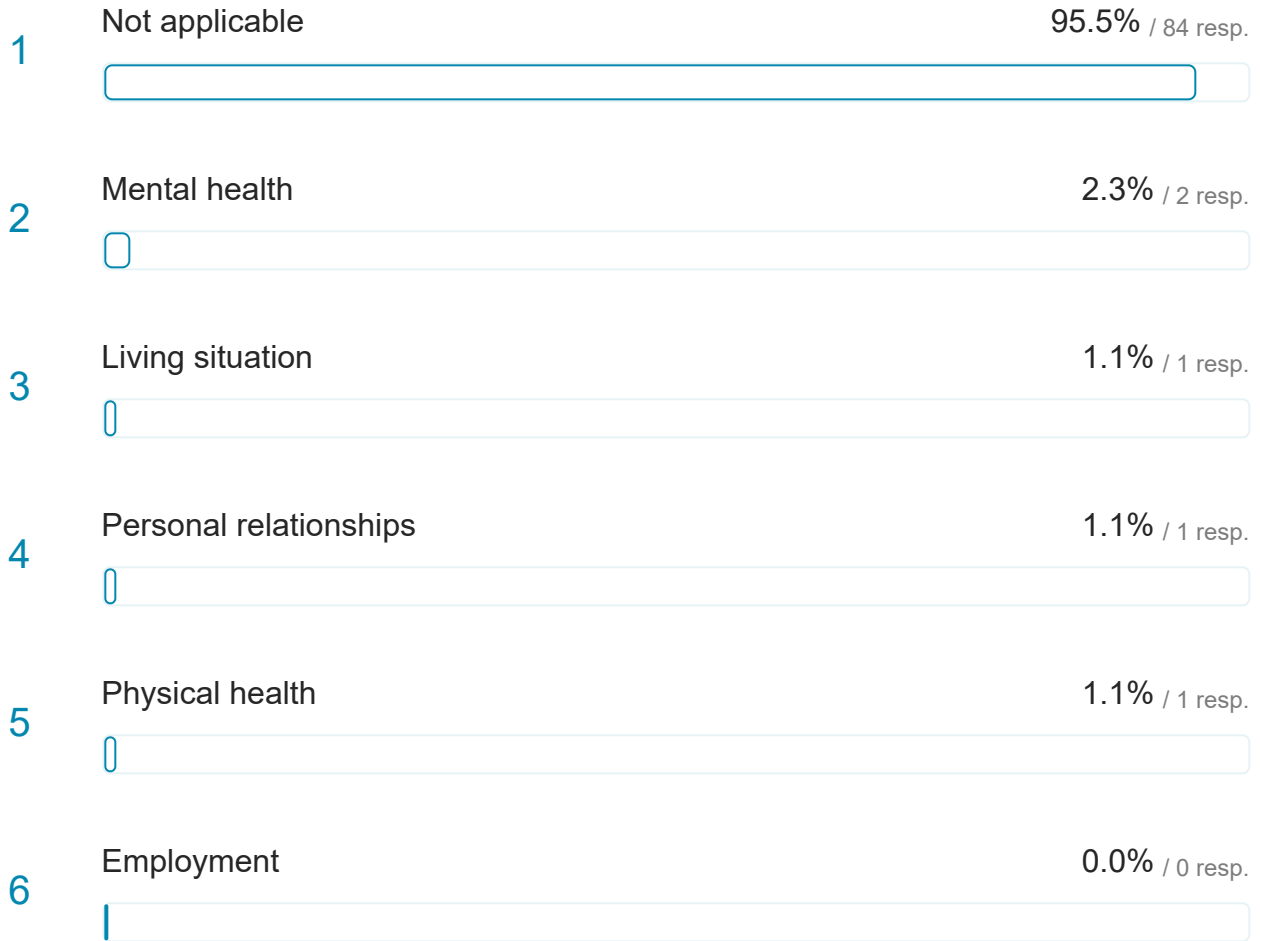 Not applicable 95.5% / 84 resp.
1
Mental health 2.3% / 2 resp.
2
Living situation 1.1% / 1 resp.
3
Personal relationships 1.1% / 1 resp.
4
Physical health 1.1% / 1 resp.
5
Employment 0.0% / 0 resp.
6